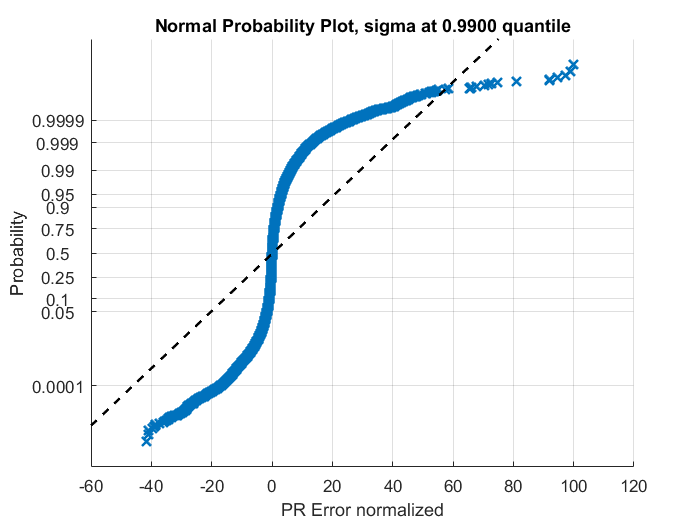 Normal Probability Plot, sigma at 0.9900 quantile
0.9999
0.999
0.99
0.95
0.9
0.75
0.5
0.25
0.1
0.05
0.0001
Probability
-60 -40 -20 0 20 40 60 80 100 120
PR Error normalized